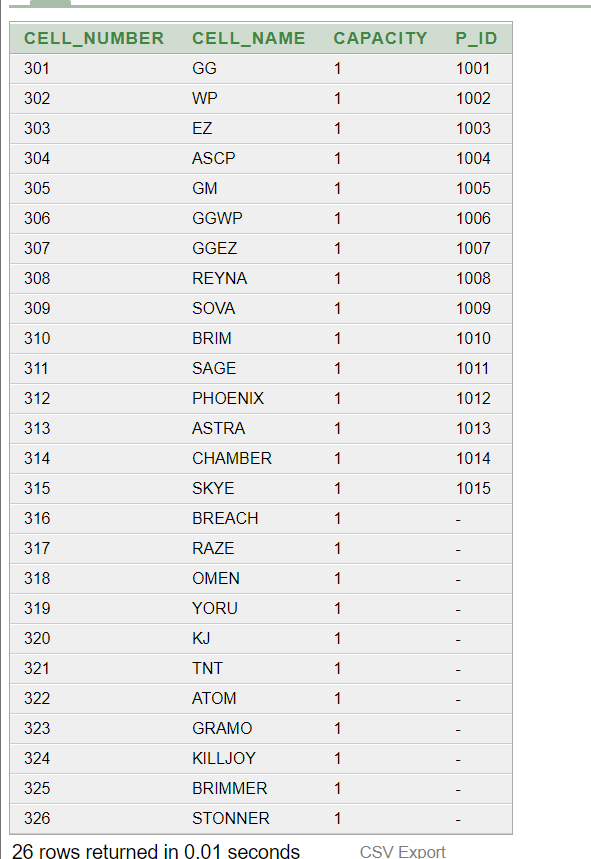 CELL_NUMBER CELL_NAME CAPACITY P_ID
301 GG 1 1001
302 WP 1 1002
303 EZ 1 1003
304 ASCP 1 1004
305 GM 1 1005
306 GGWP 1 1006
307 GGEZ 1 1007
308 REYNA 1 1008
309 SOVA 1 1009
310 BRIM 1 1010
311 SAGE 1 1011
312 PHOENIX 1 1012
313 ASTRA 1 1013
314 CHAMBER 1 1014
315 SKYE 1 1015
316 BREACH 1 -
317 RAZE 1 -
318 OMEN 1 -
319 YORU 1 -
320 KJ 1 -
321 TNT 1 -
322 ATOM 1 -
323 GRAMO 1 -
324 KILLJOY 1 -
325 BRIMMER 1 -
326 STONNER 1 -
26 rows returned in 0.01 seconds CSV Export